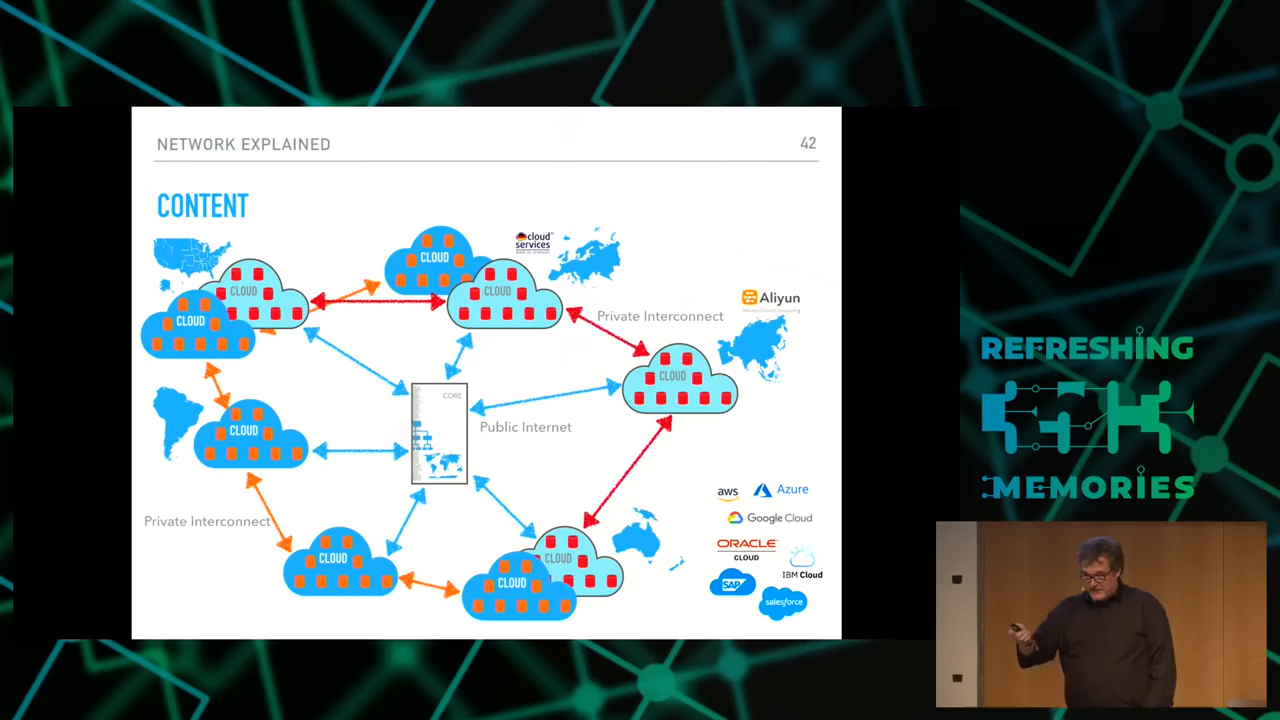 NETWORK EXPLAINED
42
CONTENT
cloud
services
Aliyun
CLOUD
CLOUD
CLOUD
CLOUD
Private Interconnect
CLOUD
CORE
CLOUD
Public Internet
Private Interconnect
CLOUD
CLOUD
CLOUD
aws
Azure
Google Cloud
ORACLE
CLOUD
IBM Cloud
SAP
salesforce
REFRESHING
GTK
MEMORIES